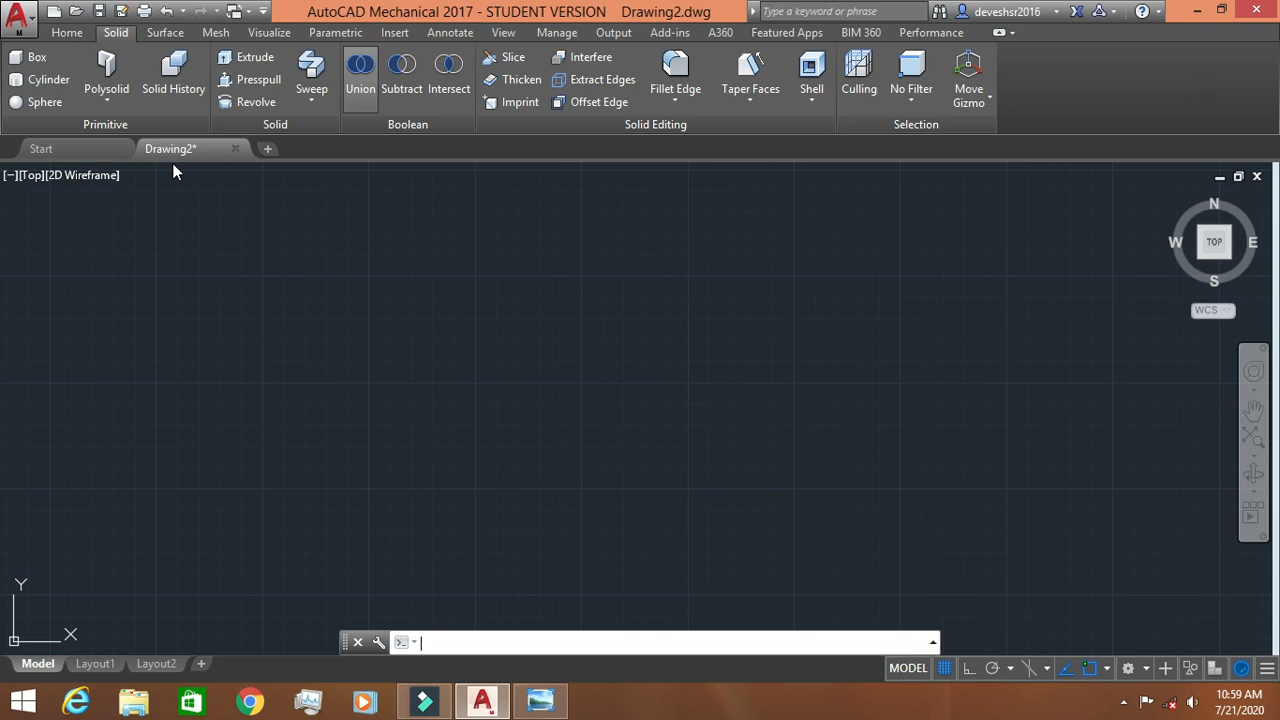 AutoCAD Mechanical 2017 - STUDENT VERSION Drawing2.dwg
Type a keyword or phrase
deveshsr2016
Home Solid Surface Mesh Visualize Parametric Insert Annotate View Manage Output Add-ins A360 Featured Apps BIM 360 Performance
Box
Cylinder
Sphere
Polysolid
Solid History
Extrude
Presspull
Revolve
Sweep
Union
Subtract
Intersect
Slice
Thicken
Imprint
Interfere
Extract Edges
Offset Edge
Fillet Edge
Taper Faces
Shell
Culling
No Filter
Move
Gizmo
Primitive Solid Boolean Solid Editing Selection
Start Drawing2*
[−][Top][2D Wireframe]
N
W TOP E
S
WCS
Y
X
Model Layout1 Layout2
MODEL
10:59 AM
7/21/2020